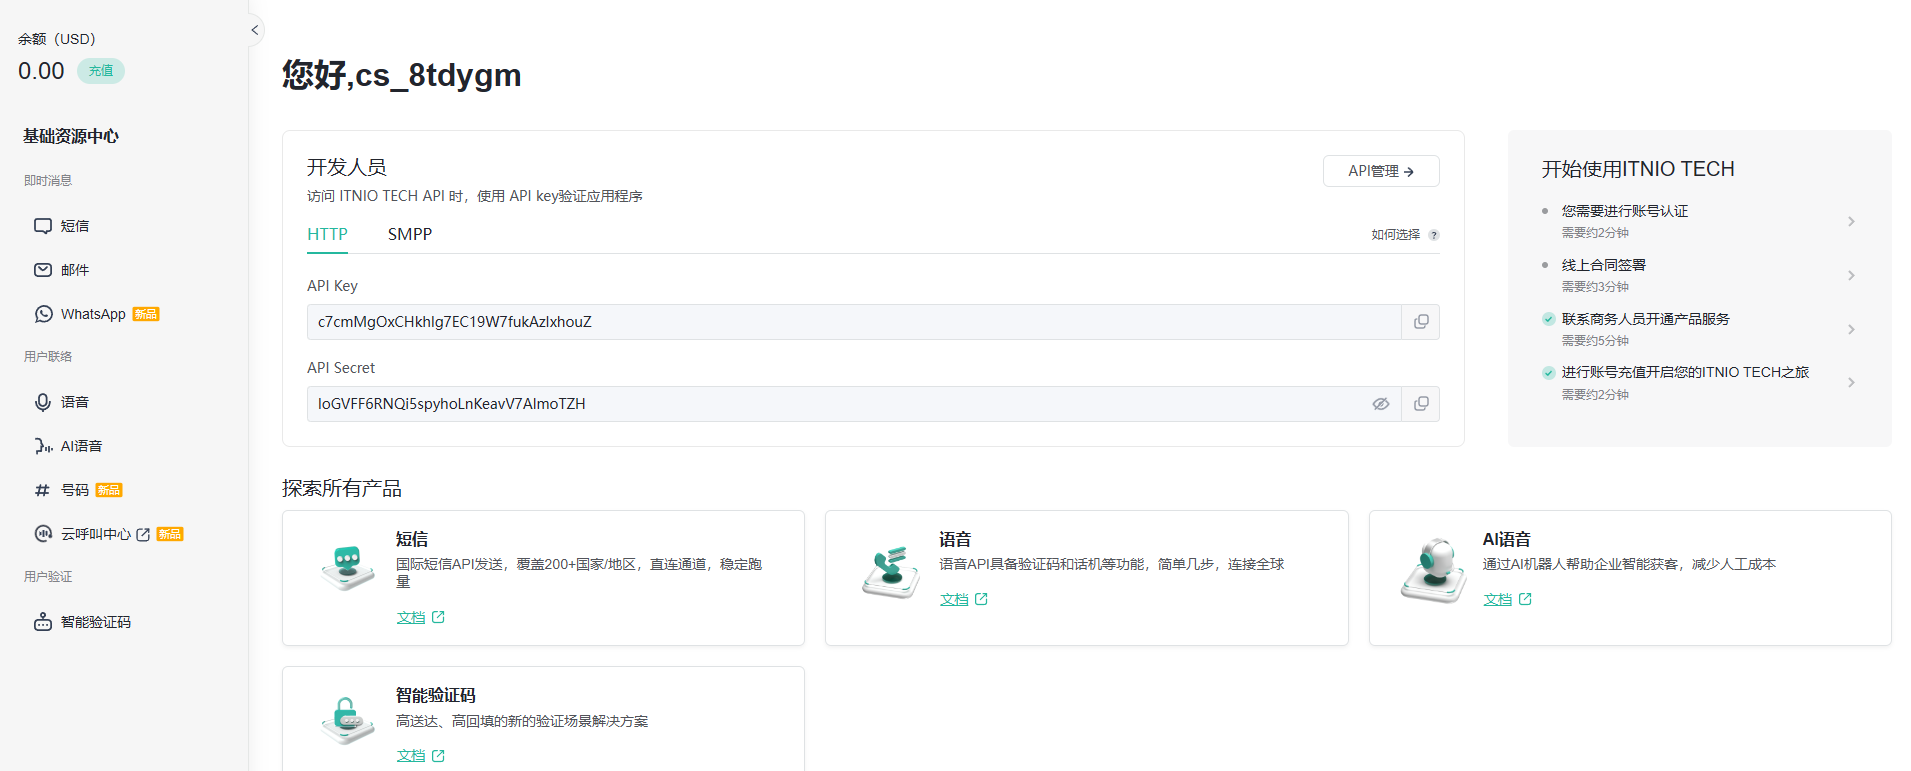 余额（USD）
0.00 充值
基础资源中心
即时消息
短信
邮件
WhatsApp 新品
用户联络
语音
AI语音
号码 新品
云呼叫中心 新品
用户验证
智能验证码
您好,cs_8tdygm
开发人员
API管理
访问 ITNIO TECH API 时，使用 API key验证应用程序
HTTP SMPP 如何选择 ?
API Key
c7cmMgOxCHkhIg7EC19W7fukAzIxhouZ
API Secret
IoGVFF6RNQi5spyhoLnKeavV7AImoTZH
开始使用ITNIO TECH
您需要进行账号认证
需要约2分钟
线上合同签署
需要约3分钟
联系商务人员开通产品服务
需要约5分钟
进行账号充值开启您的ITNIO TECH之旅
需要约2分钟
探索所有产品
短信
国际短信API发送，覆盖200+国家/地区，直连通道，稳定跑
量
文档
语音
语音API具备验证码和话机等功能，简单几步，连接全球
文档
AI语音
通过AI机器人帮助企业智能获客，减少人工成本
文档
智能验证码
高送达、高回填的新的验证场景解决方案
文档